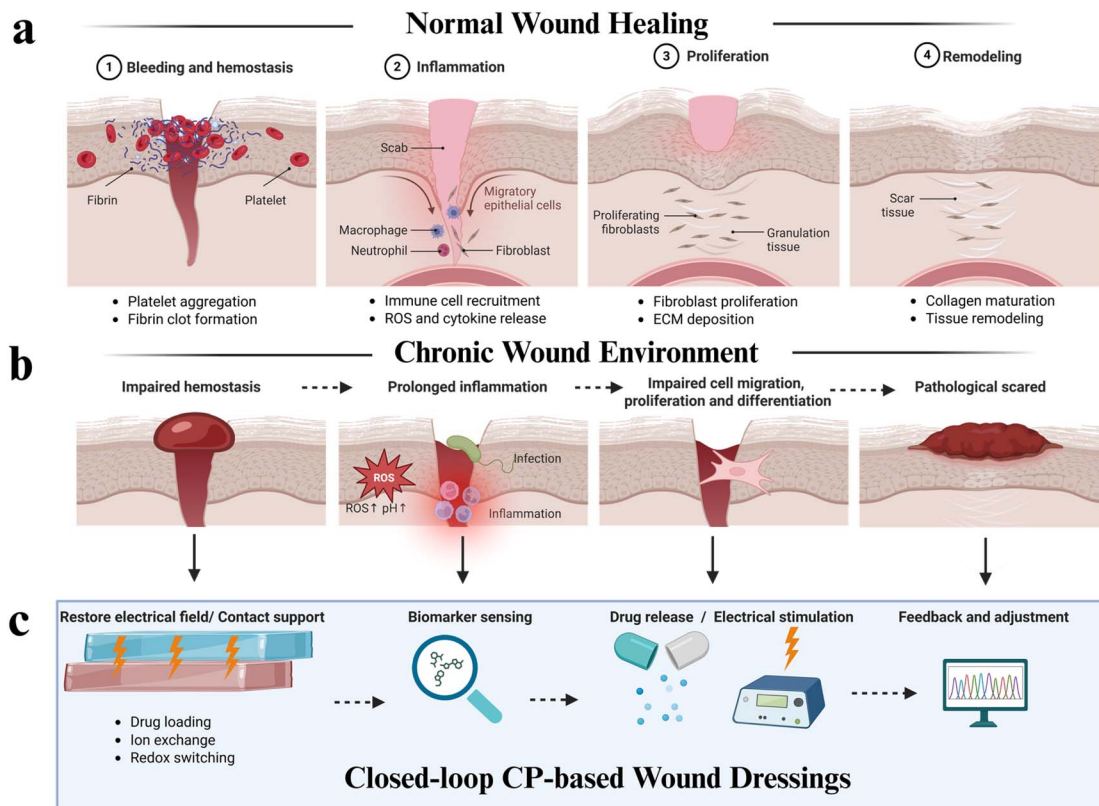 a
Normal Wound Healing
1 Bleeding and hemostasis
2 Inflammation
3 Proliferation
4 Remodeling
Fibrin
Platelet
Scab
Migratory
epithelial cells
Macrophage
Neutrophil
Fibroblast
Proliferating
fibroblasts
Granulation
tissue
Scar
tissue
• Platelet aggregation
• Fibrin clot formation
• Immune cell recruitment
• ROS and cytokine release
• Fibroblast proliferation
• ECM deposition
• Collagen maturation
• Tissue remodeling
b
Chronic Wound Environment
Impaired hemostasis
Prolonged inflammation
Impaired cell migration,
proliferation and differentiation
Pathological scared
ROS
ROS↑ pH↑
Infection
Inflammation
c
Restore electrical field/ Contact support
• Drug loading
• Ion exchange
• Redox switching
Biomarker sensing
Drug release / Electrical stimulation
Feedback and adjustment
Closed-loop CP-based Wound Dressings